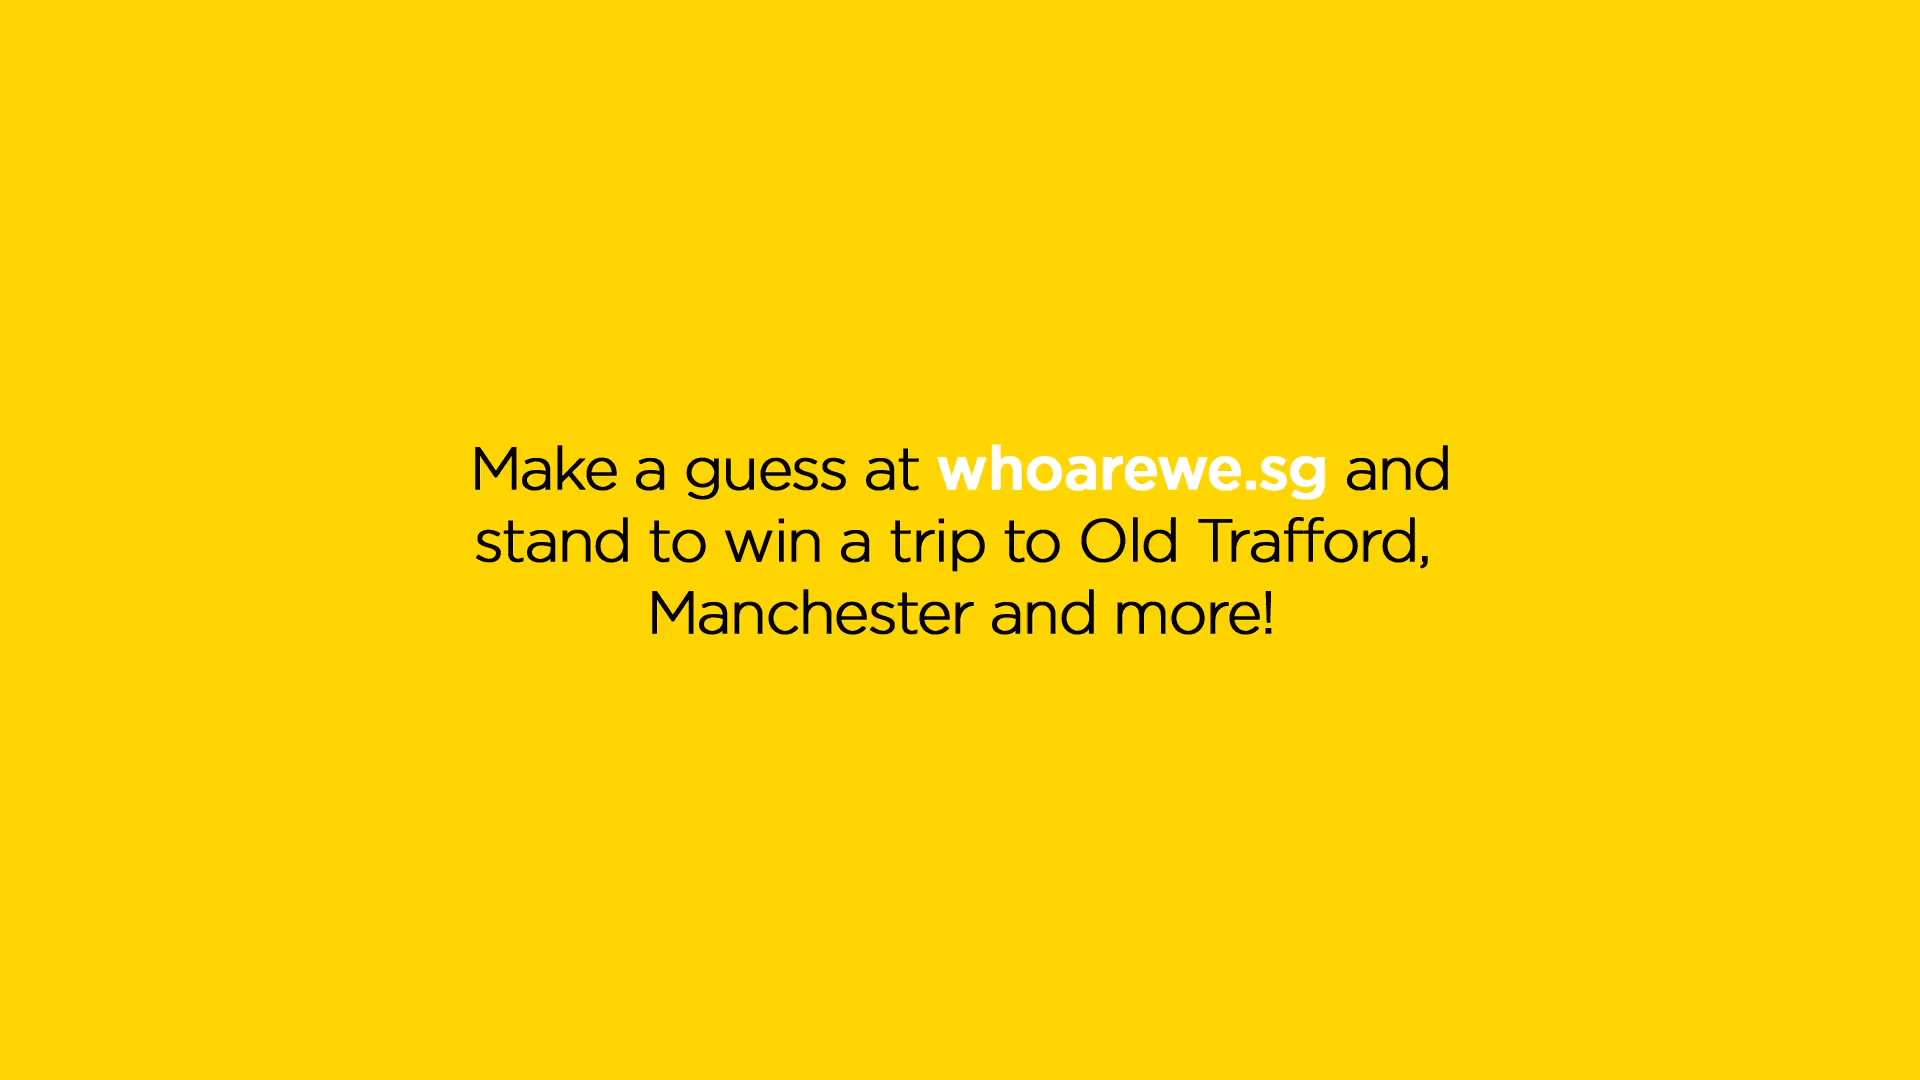 Make a guess at whoarewe.sg and
stand to win a trip to Old Trafford,
Manchester and more!